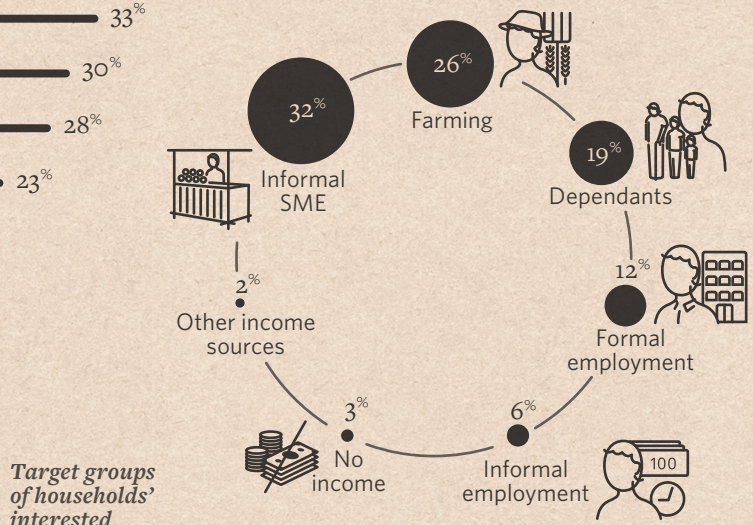 33%
30%
28%
23%
32%
Informal
SME
26%
Farming
19%
Dependants
12%
Formal
employment
6%
Informal
employment
100
3%
No
income
2%
Other income
sources
Target groups
of households’
interested